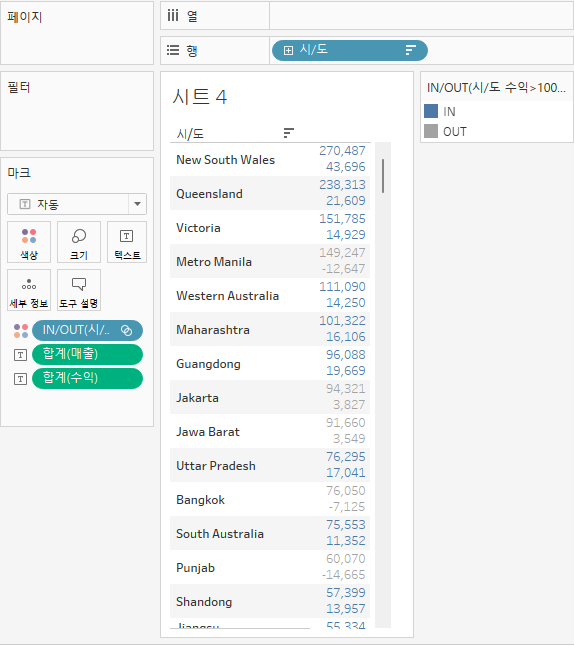 페이지
열
행
시/도
필터
마크
자동
색상
크기
텍스트
세부 정보
도구 설명
IN/OUT(시/..
합계(매출)
합계(수익)
시트 4
시/도
New South Wales 270,487
43,696
Queensland 238,313
21,609
Victoria 151,785
14,929
Metro Manila 149,247
-12,647
Western Australia 111,090
14,250
Maharashtra 101,322
16,106
Guangdong 96,088
19,669
Jakarta 94,321
3,827
Jawa Barat 91,660
3,549
Uttar Pradesh 76,295
17,041
Bangkok 76,050
-7,125
South Australia 75,553
11,352
Punjab 60,070
-14,665
Shandong 57,399
13,957
Jiangsu 55,334
IN/OUT(시/도 수익>100...
IN
OUT